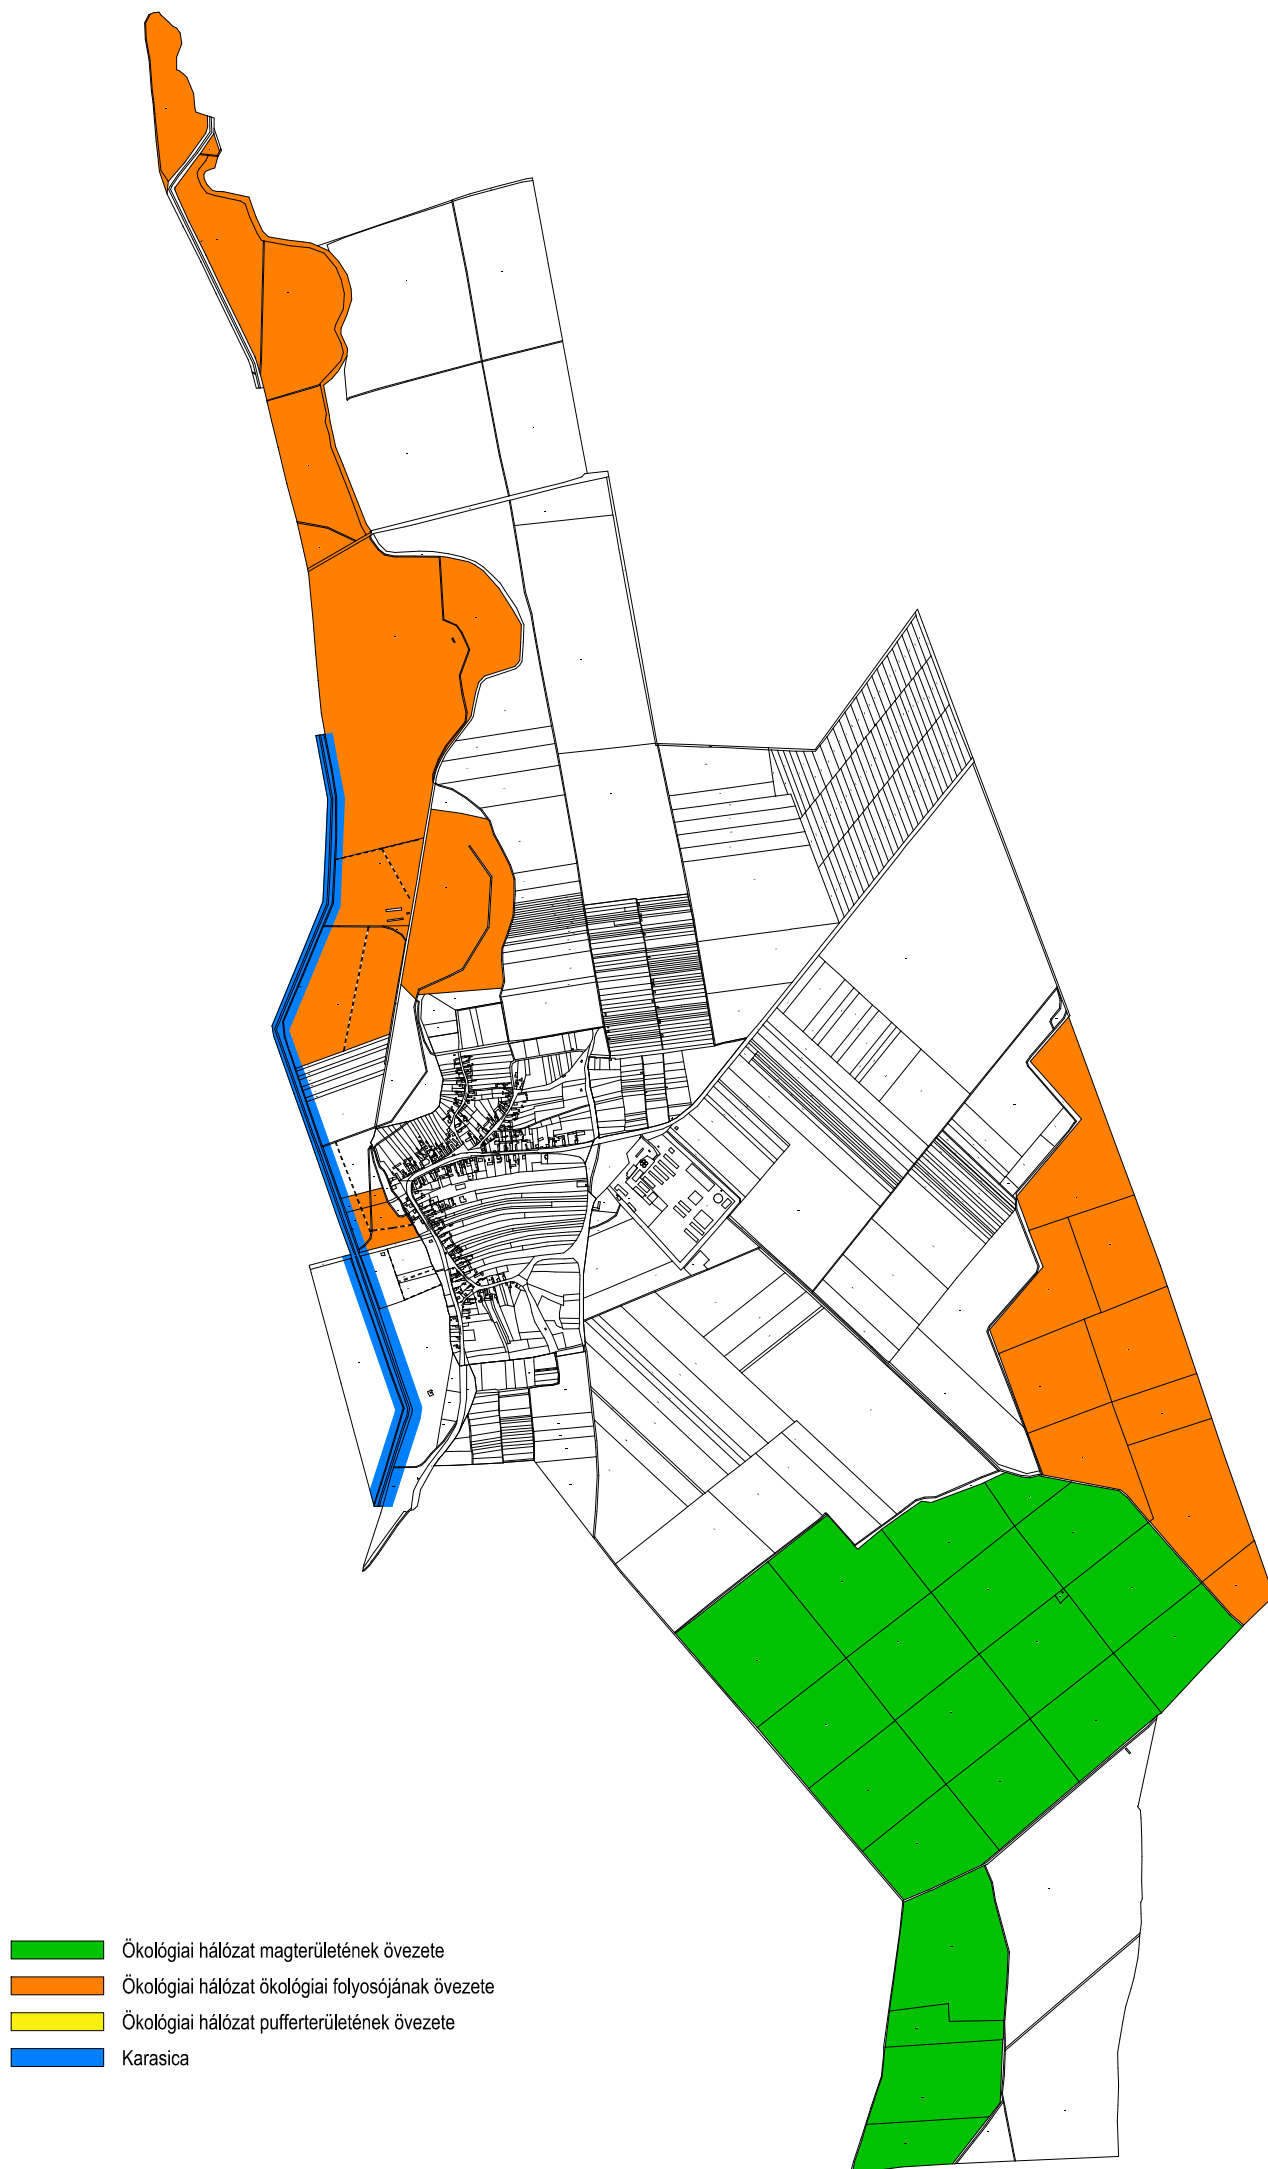 Ökológiai hálózat magterületének övezete
Ökológiai hálózat ökológiai folyosójának övezete
Ökológiai hálózat pufferterületének övezete
Karasica